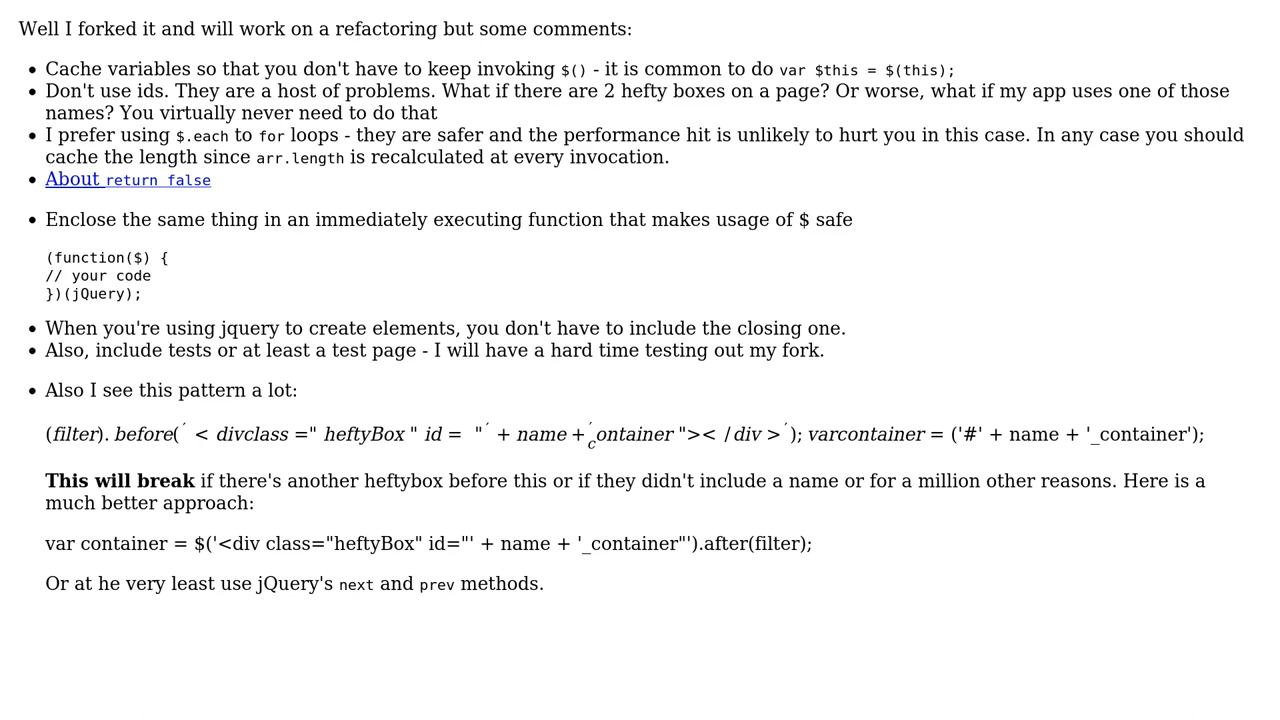 Well I forked it and will work on a refactoring but some comments:
• Cache variables so that you don't have to keep invoking $() - it is common to do var $this = $(this);
• Don't use ids. They are a host of problems. What if there are 2 hefty boxes on a page? Or worse, what if my app uses one of those
names? You virtually never need to do that
• I prefer using $.each to for loops - they are safer and the performance hit is unlikely to hurt you in this case. In any case you should
cache the length since arr.length is recalculated at every invocation.
• About return false
• Enclose the same thing in an immediately executing function that makes usage of $ safe
(function($) {
// your code
})(jQuery);
• When you're using jquery to create elements, you don't have to include the closing one.
• Also, include tests or at least a test page - I will have a hard time testing out my fork.
• Also I see this pattern a lot:
(filter). before(′ < divclass =" heftyBox " id = "′ + name +′container ">< /div >′); varcontainer = ('#' + name + '_container');
This will break if there's another heftybox before this or if they didn't include a name or for a million other reasons. Here is a
much better approach:
var container = $('<div class="heftyBox" id="' + name + '_container"').after(filter);
Or at he very least use jQuery's next and prev methods.